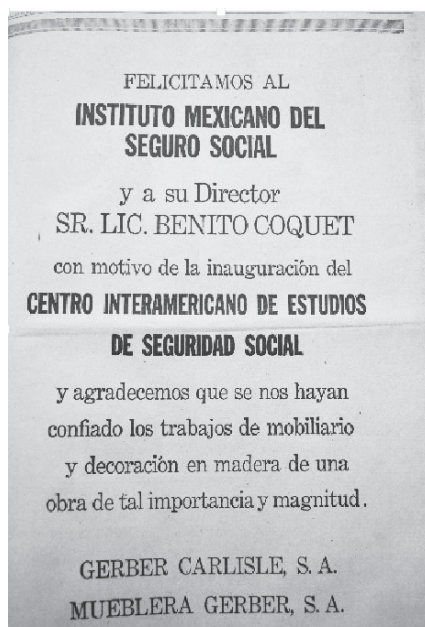 FELICITAMOS AL
INSTITUTO MEXICANO DEL
SEGURO SOCIAL
y a su Director
SR. LIC. BENITO COQUET
con motivo de la inauguración del
CENTRO INTERAMERICANO DE ESTUDIOS
DE SEGURIDAD SOCIAL
y agradecemos que se nos hayan
confiado los trabajos de mobiliario
y decoración en madera de una
obra de tal importancia y magnitud.
GERBER CARLISLE, S. A.
MUEBLERA GERBER, S. A.